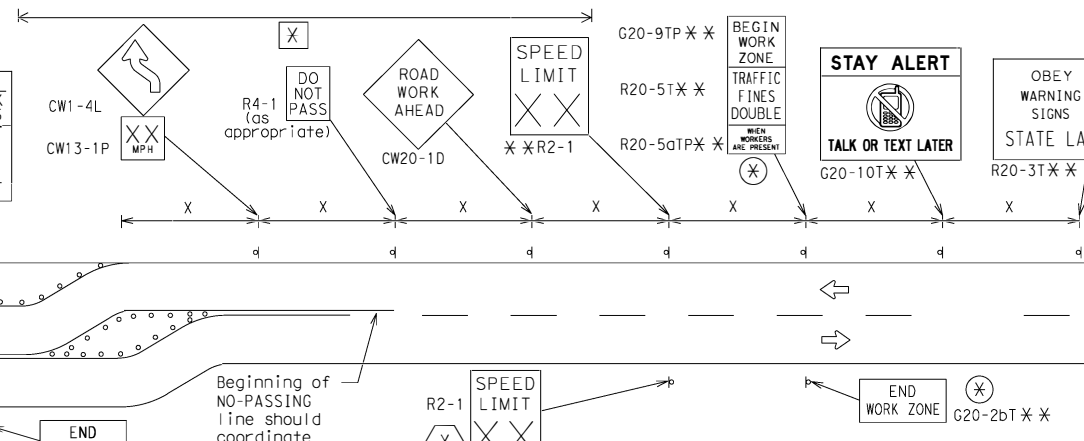 *
G20-9TP * *
BEGIN
WORK
ZONE
SPEED
LIMIT
X X
STAY ALERT
TALK OR TEXT LATER
OBEY
WARNING
SIGNS
STATE LA
ROAD
WORK
AHEAD
DO
NOT
PASS
R4-1
(as
appropriate)
CW1-4L
CW13-1P
XX
MPH
CW20-1D
* * R2-1
R20-5T * *
TRAFFIC
FINES
DOUBLE
R20-5aTP * *
WHEN
WORKERS
ARE PRESENT
*
G20-10T * *
R20-3T * *
X X X X X X X
Beginning of
NO-PASSING
line should
coordinate
R2-1
SPEED
LIMIT
X X
X
END
WORK ZONE
*
G20-2bT * *
END